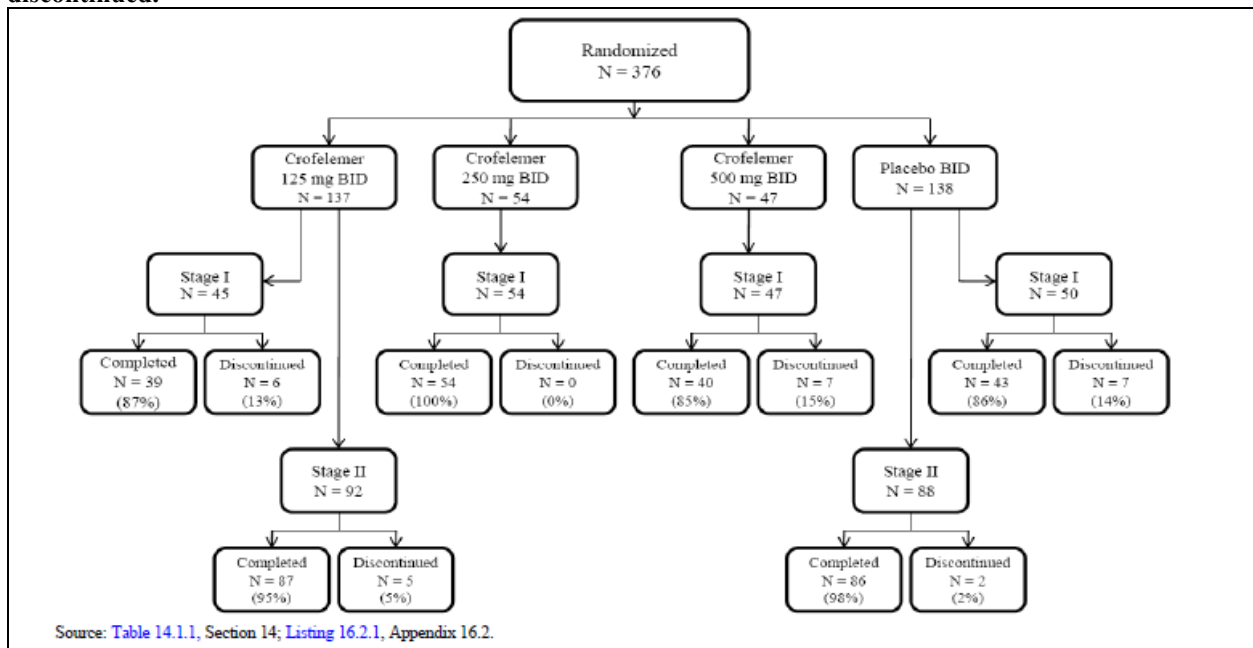 discontinued.
Randomized
N = 376
Crofelemer
125 mg BID
N = 137
Crofelemer
250 mg BID
N = 54
Crofelemer
500 mg BID
N = 47
Placebo BID
N = 138
Stage I
N = 45
Stage I
N = 54
Stage I
N = 47
Stage I
N = 50
Completed
N = 39
(87%)
Discontinued
N = 6
(13%)
Completed
N = 54
(100%)
Discontinued
N = 0
(0%)
Completed
N = 40
(85%)
Discontinued
N = 7
(15%)
Completed
N = 43
(86%)
Discontinued
N = 7
(14%)
Stage II
N = 92
Stage II
N = 88
Completed
N = 87
(95%)
Discontinued
N = 5
(5%)
Completed
N = 86
(98%)
Discontinued
N = 2
(2%)
Source: Table 14.1.1, Section 14; Listing 16.2.1, Appendix 16.2.